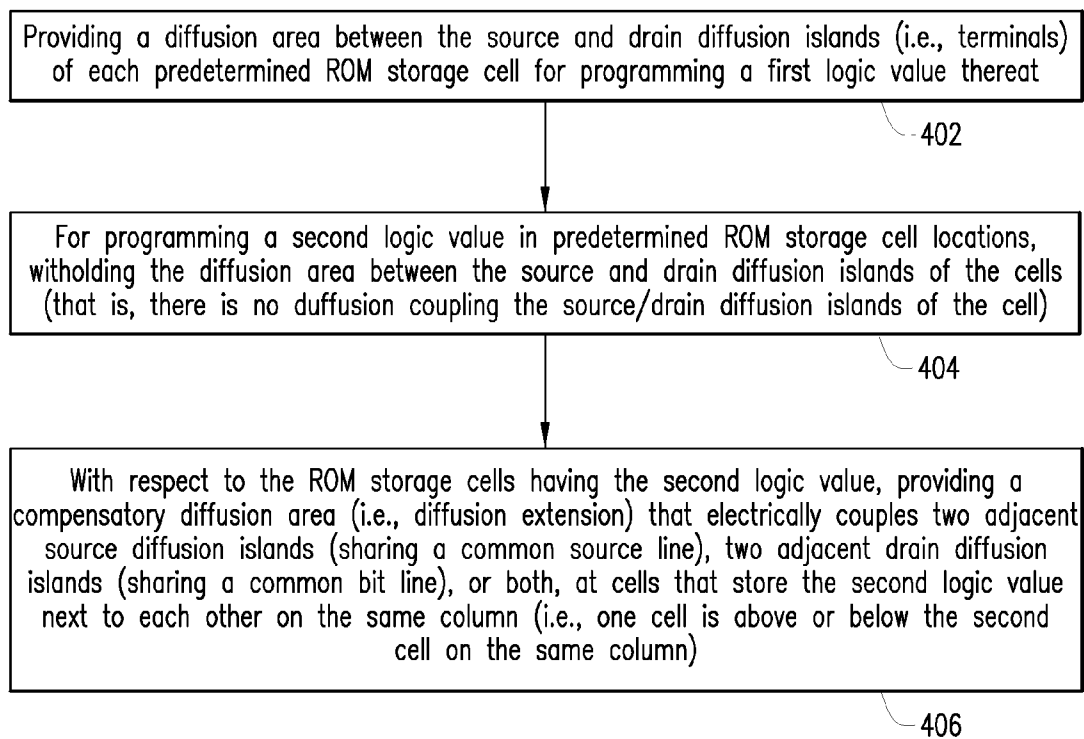 Providing a diffusion area between the source and drain diffusion islands (i.e., terminals)
of each predetermined ROM storage cell for programming a first logic value thereat
402
For programming a second logic value in predetermined ROM storage cell locations,
witholding the diffusion area between the source and drain diffusion islands of the cells
(that is, there is no duffusion coupling the source/drain diffusion islands of the cell)
404
With respect to the ROM storage cells having the second logic value, providing a
compensatory diffusion area (i.e., diffusion extension) that electrically couples two adjacent
source diffusion islands (sharing a common source line), two adjacent drain diffusion
islands (sharing a common bit line), or both, at cells that store the second logic value
next to each other on the same column (i.e., one cell is above or below the second
cell on the same column)
406